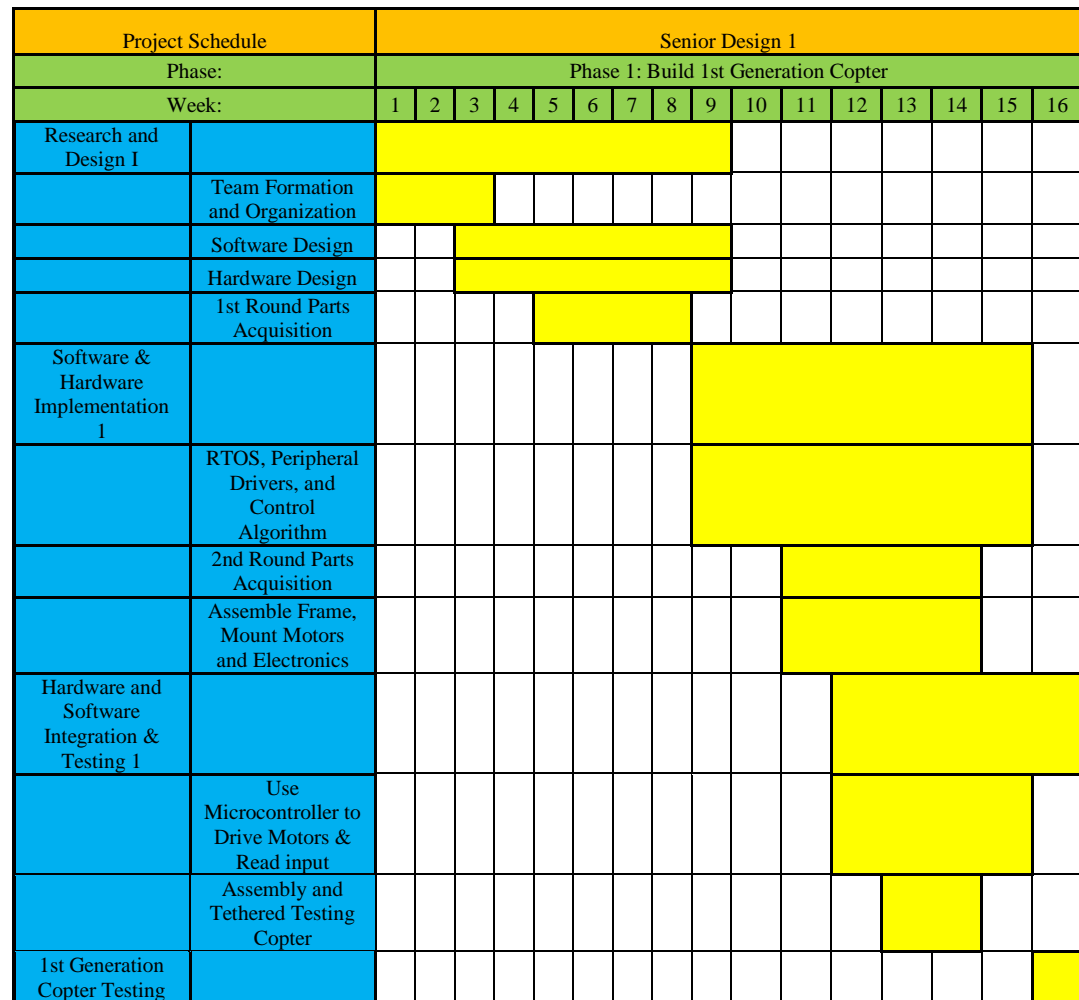 Project Schedule
Senior Design 1
Phase:
Phase 1: Build 1st Generation Copter
Week:
1 2 3 4 5 6 7 8 9 10 11 12 13 14 15 16
Research and
Design I
Team Formation
and Organization
Software Design
Hardware Design
1st Round Parts
Acquisition
Software &
Hardware
Implementation
1
RTOS, Peripheral
Drivers, and
Control
Algorithm
2nd Round Parts
Acquisition
Assemble Frame,
Mount Motors
and Electronics
Hardware and
Software
Integration &
Testing 1
Use
Microcontroller to
Drive Motors &
Read input
Assembly and
Tethered Testing
Copter
1st Generation
Copter Testing